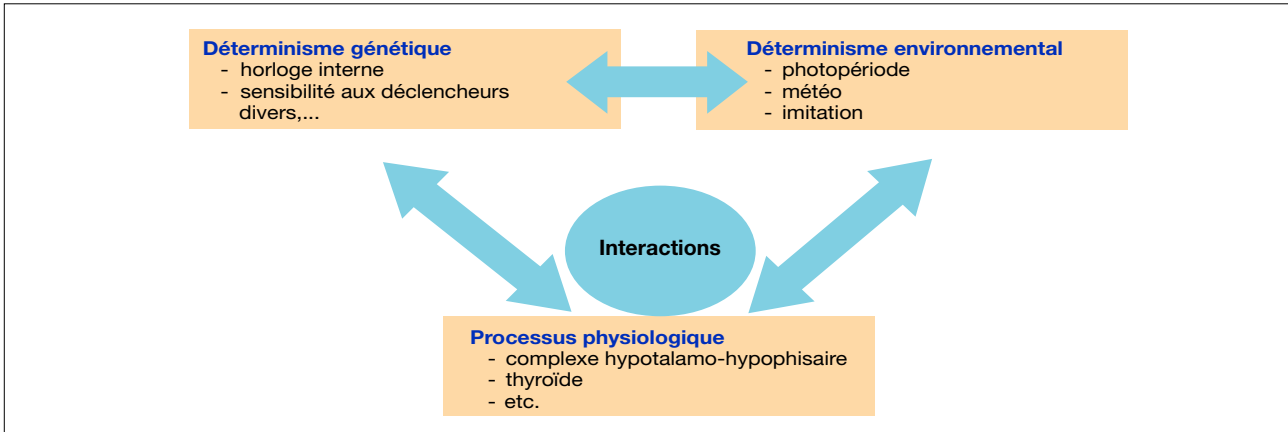 Déterminisme génétique
- horloge interne
- sensibilité aux déclencheurs
divers,...
Déterminisme environmental
- photopériode
- météo
- imitation
Interactions
Processus physiologique
- complexe hypotalamo-hypophisaire
- thyroïde
- etc.